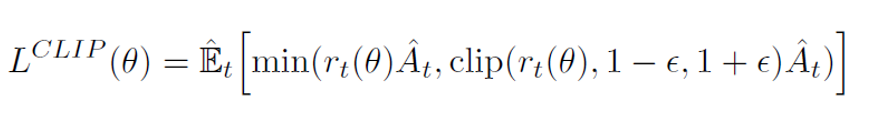 L^{CLIP}(θ) = Ê_t[min(r_t(θ)Â_t, clip(r_t(θ), 1 − ϵ, 1 + ϵ)Â_t)]